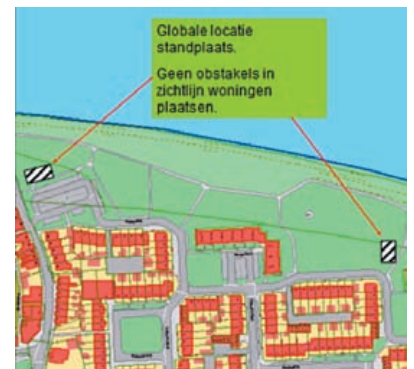 Globale locatie
standplaats.
Geen obstakels in
zichtlijn woningen
plaatsen.